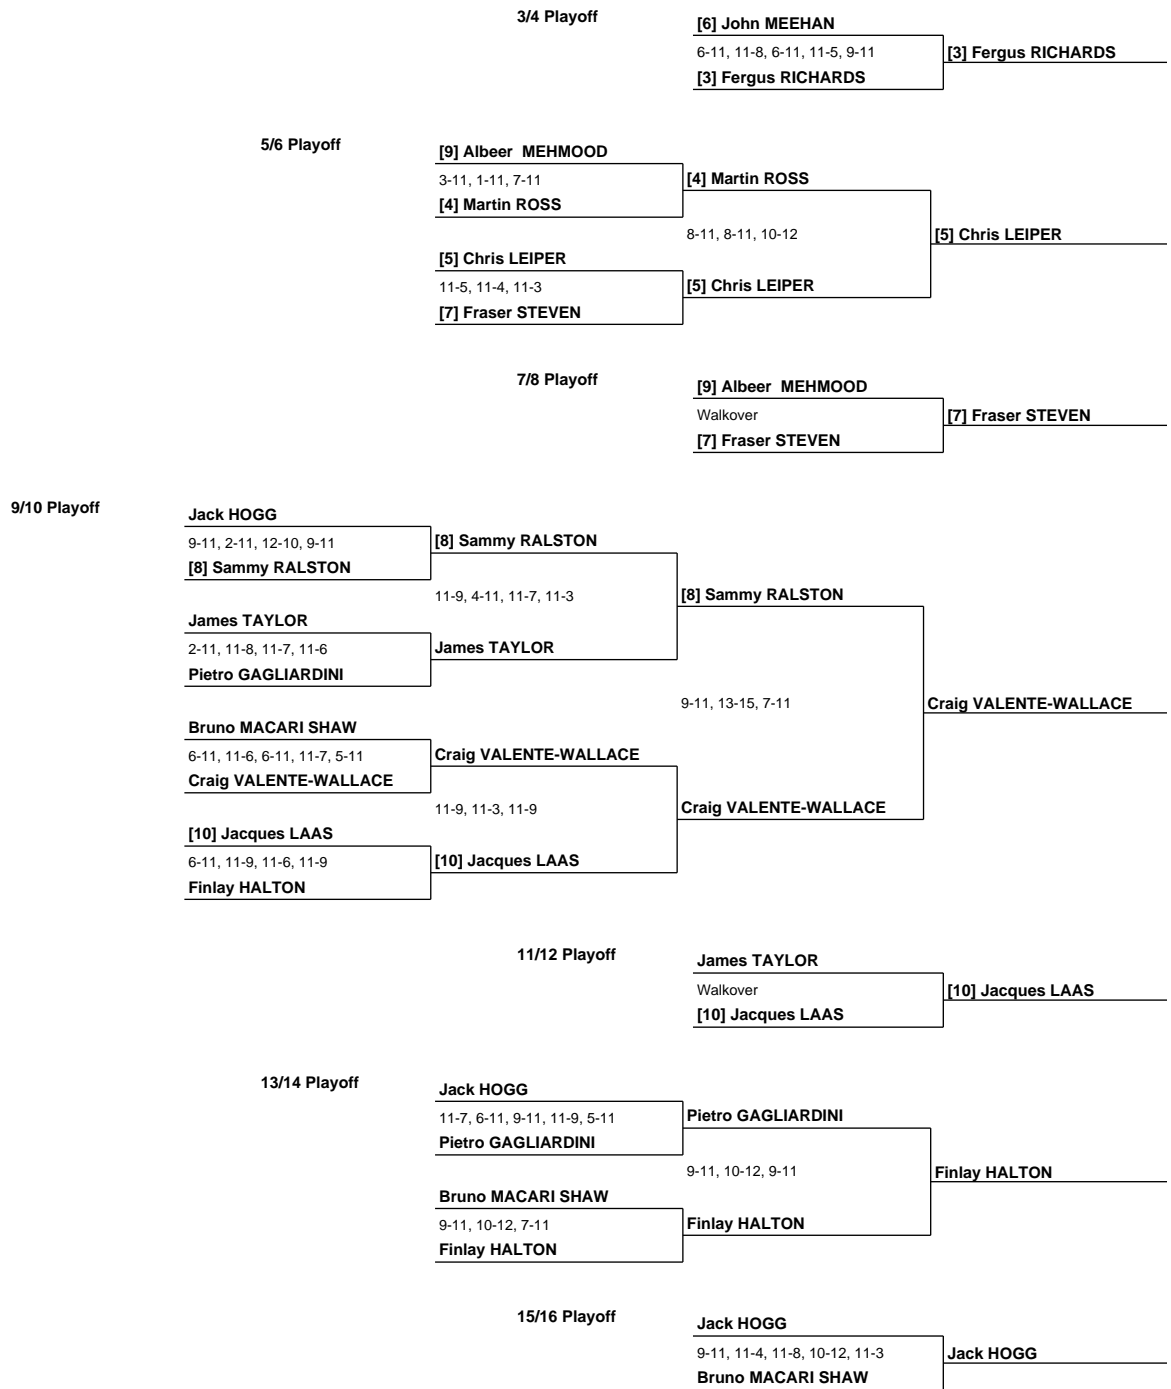 3/4 Playoff
[6] John MEEHAN
6-11, 11-8, 6-11, 11-5, 9-11
[3] Fergus RICHARDS
[3] Fergus RICHARDS
5/6 Playoff
[9] Albeer  MEHMOOD
3-11, 1-11, 7-11
[4] Martin ROSS
[4] Martin ROSS
8-11, 8-11, 10-12
[5] Chris LEIPER
[5] Chris LEIPER
11-5, 11-4, 11-3
[5] Chris LEIPER
[7] Fraser STEVEN
7/8 Playoff
[9] Albeer  MEHMOOD
Walkover
[7] Fraser STEVEN
[7] Fraser STEVEN
9/10 Playoff
Jack HOGG
9-11, 2-11, 12-10, 9-11
[8] Sammy RALSTON
[8] Sammy RALSTON
11-9, 4-11, 11-7, 11-3
[8] Sammy RALSTON
James TAYLOR
2-11, 11-8, 11-7, 11-6
James TAYLOR
Pietro GAGLIARDINI
9-11, 13-15, 7-11
Craig VALENTE-WALLACE
Bruno MACARI SHAW
6-11, 11-6, 6-11, 11-7, 5-11
Craig VALENTE-WALLACE
Craig VALENTE-WALLACE
11-9, 11-3, 11-9
Craig VALENTE-WALLACE
[10] Jacques LAAS
6-11, 11-9, 11-6, 11-9
[10] Jacques LAAS
Finlay HALTON
11/12 Playoff
James TAYLOR
Walkover
[10] Jacques LAAS
[10] Jacques LAAS
13/14 Playoff
Jack HOGG
11-7, 6-11, 9-11, 11-9, 5-11
Pietro GAGLIARDINI
Pietro GAGLIARDINI
9-11, 10-12, 9-11
Finlay HALTON
Bruno MACARI SHAW
9-11, 10-12, 7-11
Finlay HALTON
Finlay HALTON
15/16 Playoff
Jack HOGG
9-11, 11-4, 11-8, 10-12, 11-3
Jack HOGG
Bruno MACARI SHAW